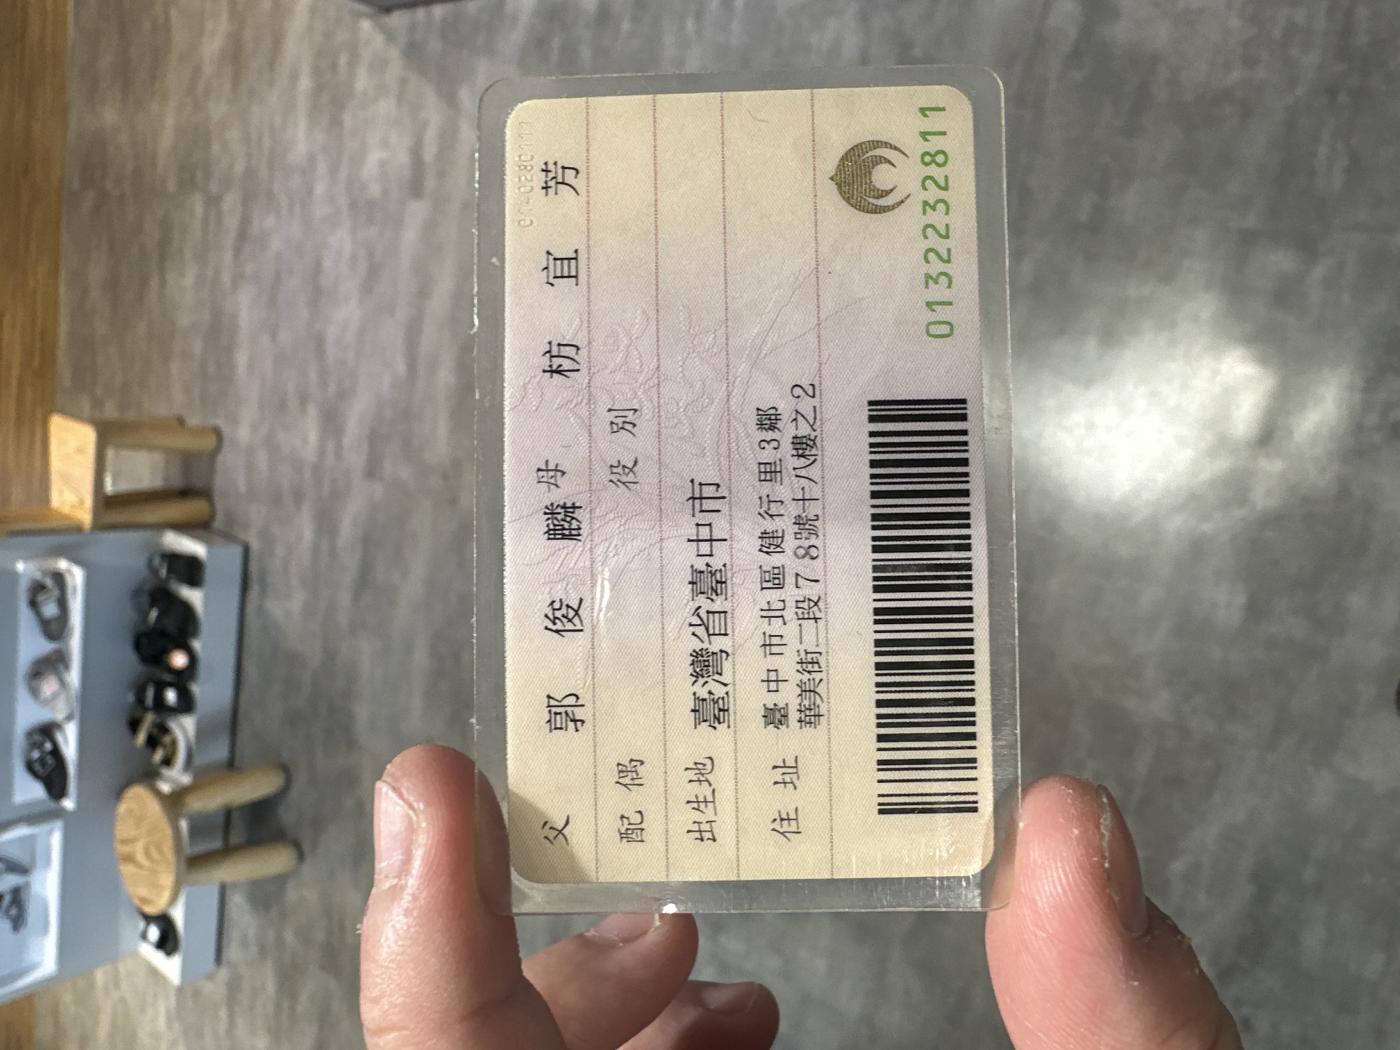 父 郭俊麟 母 枋宜芳
配偶 役別
出生地 臺灣省臺中市
住址 臺中市北區健行里3鄰
華美街二段78號十八樓之2
0132232811